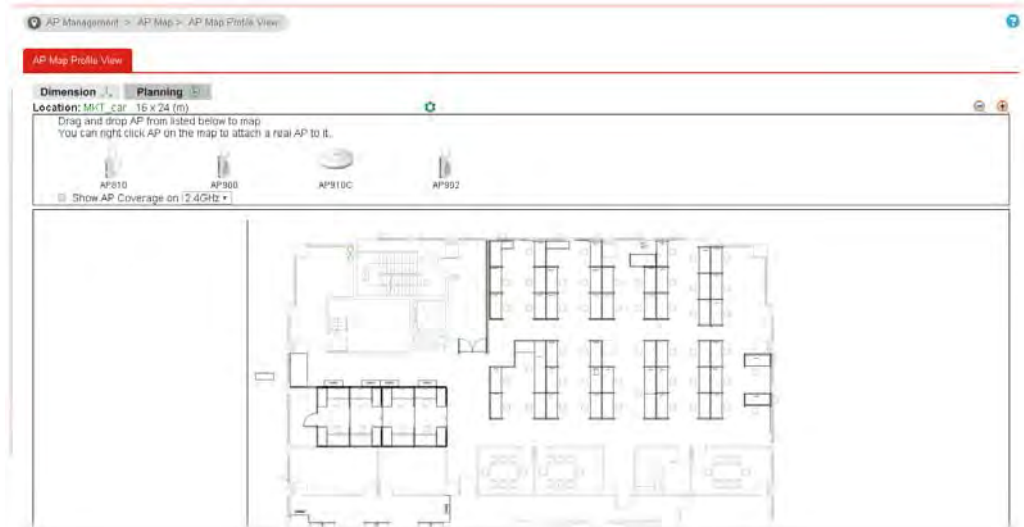 AP Management > AP Map > AP Map Profile View
AP Map Profile View
Dimension Planning
Location: MKT_car 16 x 24 (m)
Drag and drop AP from listed below to map
You can right click AP on the map to attach a real AP to it.
AP810 AP900 AP910C AP902
Show AP Coverage on 2.4GHz